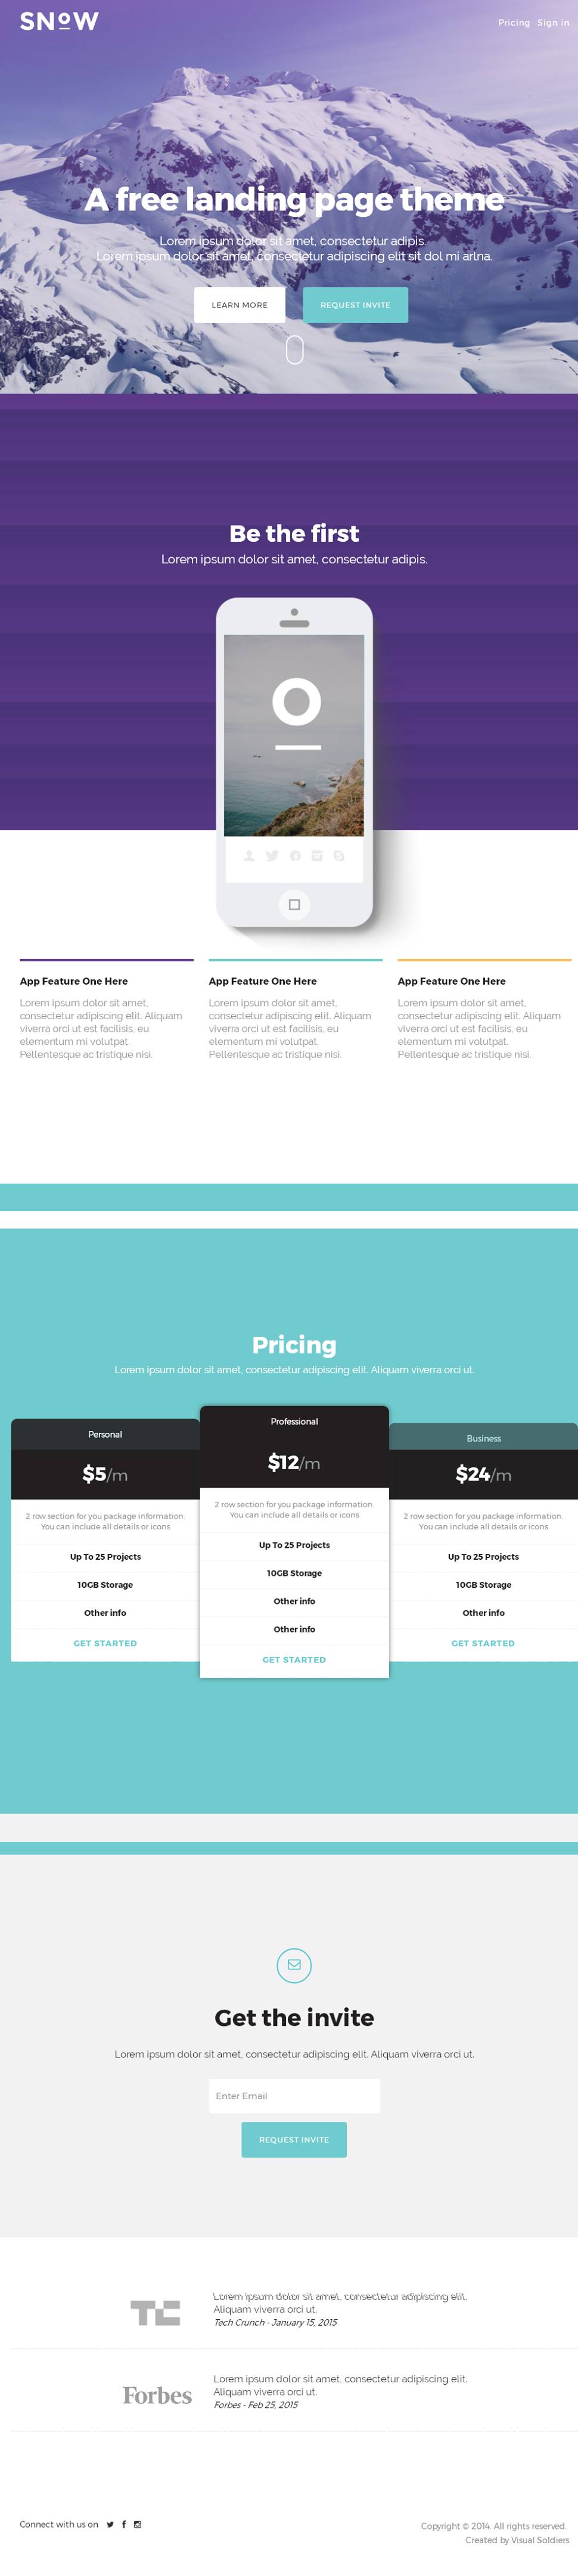 SNOW
Pricing Sign in
A free landing page theme
Lorem ipsum dolor sit amet, consectetur adipis.
Lorem ipsum dolor sit amet, consectetur adipiscing elit sit dol mi arlna.
LEARN MORE
REQUEST INVITE
Be the first
Lorem ipsum dolor sit amet, consectetur adipis.
App Feature One Here
Lorem ipsum dolor sit amet,
consectetur adipiscing elit. Aliquam
viverra orci ut est facilisis, eu
elementum mi volutpat.
Pellentesque ac tristique nisi.
App Feature One Here
Lorem ipsum dolor sit amet,
consectetur adipiscing elit. Aliquam
viverra orci ut est facilisis, eu
elementum mi volutpat.
Pellentesque ac tristique nisi.
App Feature One Here
Lorem ipsum dolor sit amet,
consectetur adipiscing elit. Aliquam
viverra orci ut est facilisis, eu
elementum mi volutpat.
Pellentesque ac tristique nisi.
Pricing
Lorem ipsum dolor sit amet, consectetur adipiscing elit. Aliquam viverra orci ut.
Personal
$5/m
2 row section for you package information.
You can include all details or icons
Up To 25 Projects
10GB Storage
Other info
GET STARTED
Professional
$12/m
2 row section for you package information.
You can include all details or icons
Up To 25 Projects
10GB Storage
Other info
Other info
GET STARTED
Business
$24/m
2 row section for you package information.
You can include all details or icons
Up To 25 Projects
10GB Storage
Other info
GET STARTED
Get the invite
Lorem ipsum dolor sit amet, consectetur adipiscing elit. Aliquam viverra orci ut.
Enter Email
REQUEST INVITE
TC
Lorem ipsum dolor sit amet, consectetur adipiscing elit.
Aliquam viverra orci ut.
Tech Crunch - January 15, 2015
Forbes
Lorem ipsum dolor sit amet, consectetur adipiscing elit.
Aliquam viverra orci ut.
Forbes - Feb 25, 2015
Connect with us on
Copyright © 2014. All rights reserved.
Created by Visual Soldiers